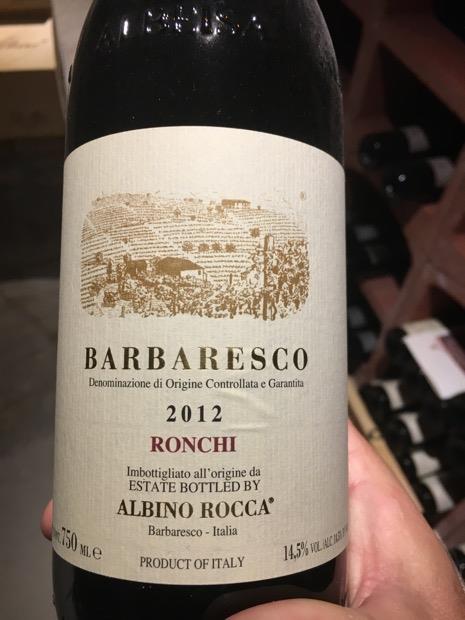 BARBARESCO
Denominazione di Origine Controllata e Garantita
2012
RONCHI
Imbottigliato all'origine da
ESTATE BOTTLED BY
ALBINO ROCCA®
Barbaresco - Italia
750 ML e
PRODUCT OF ITALY
14,5% VOL.